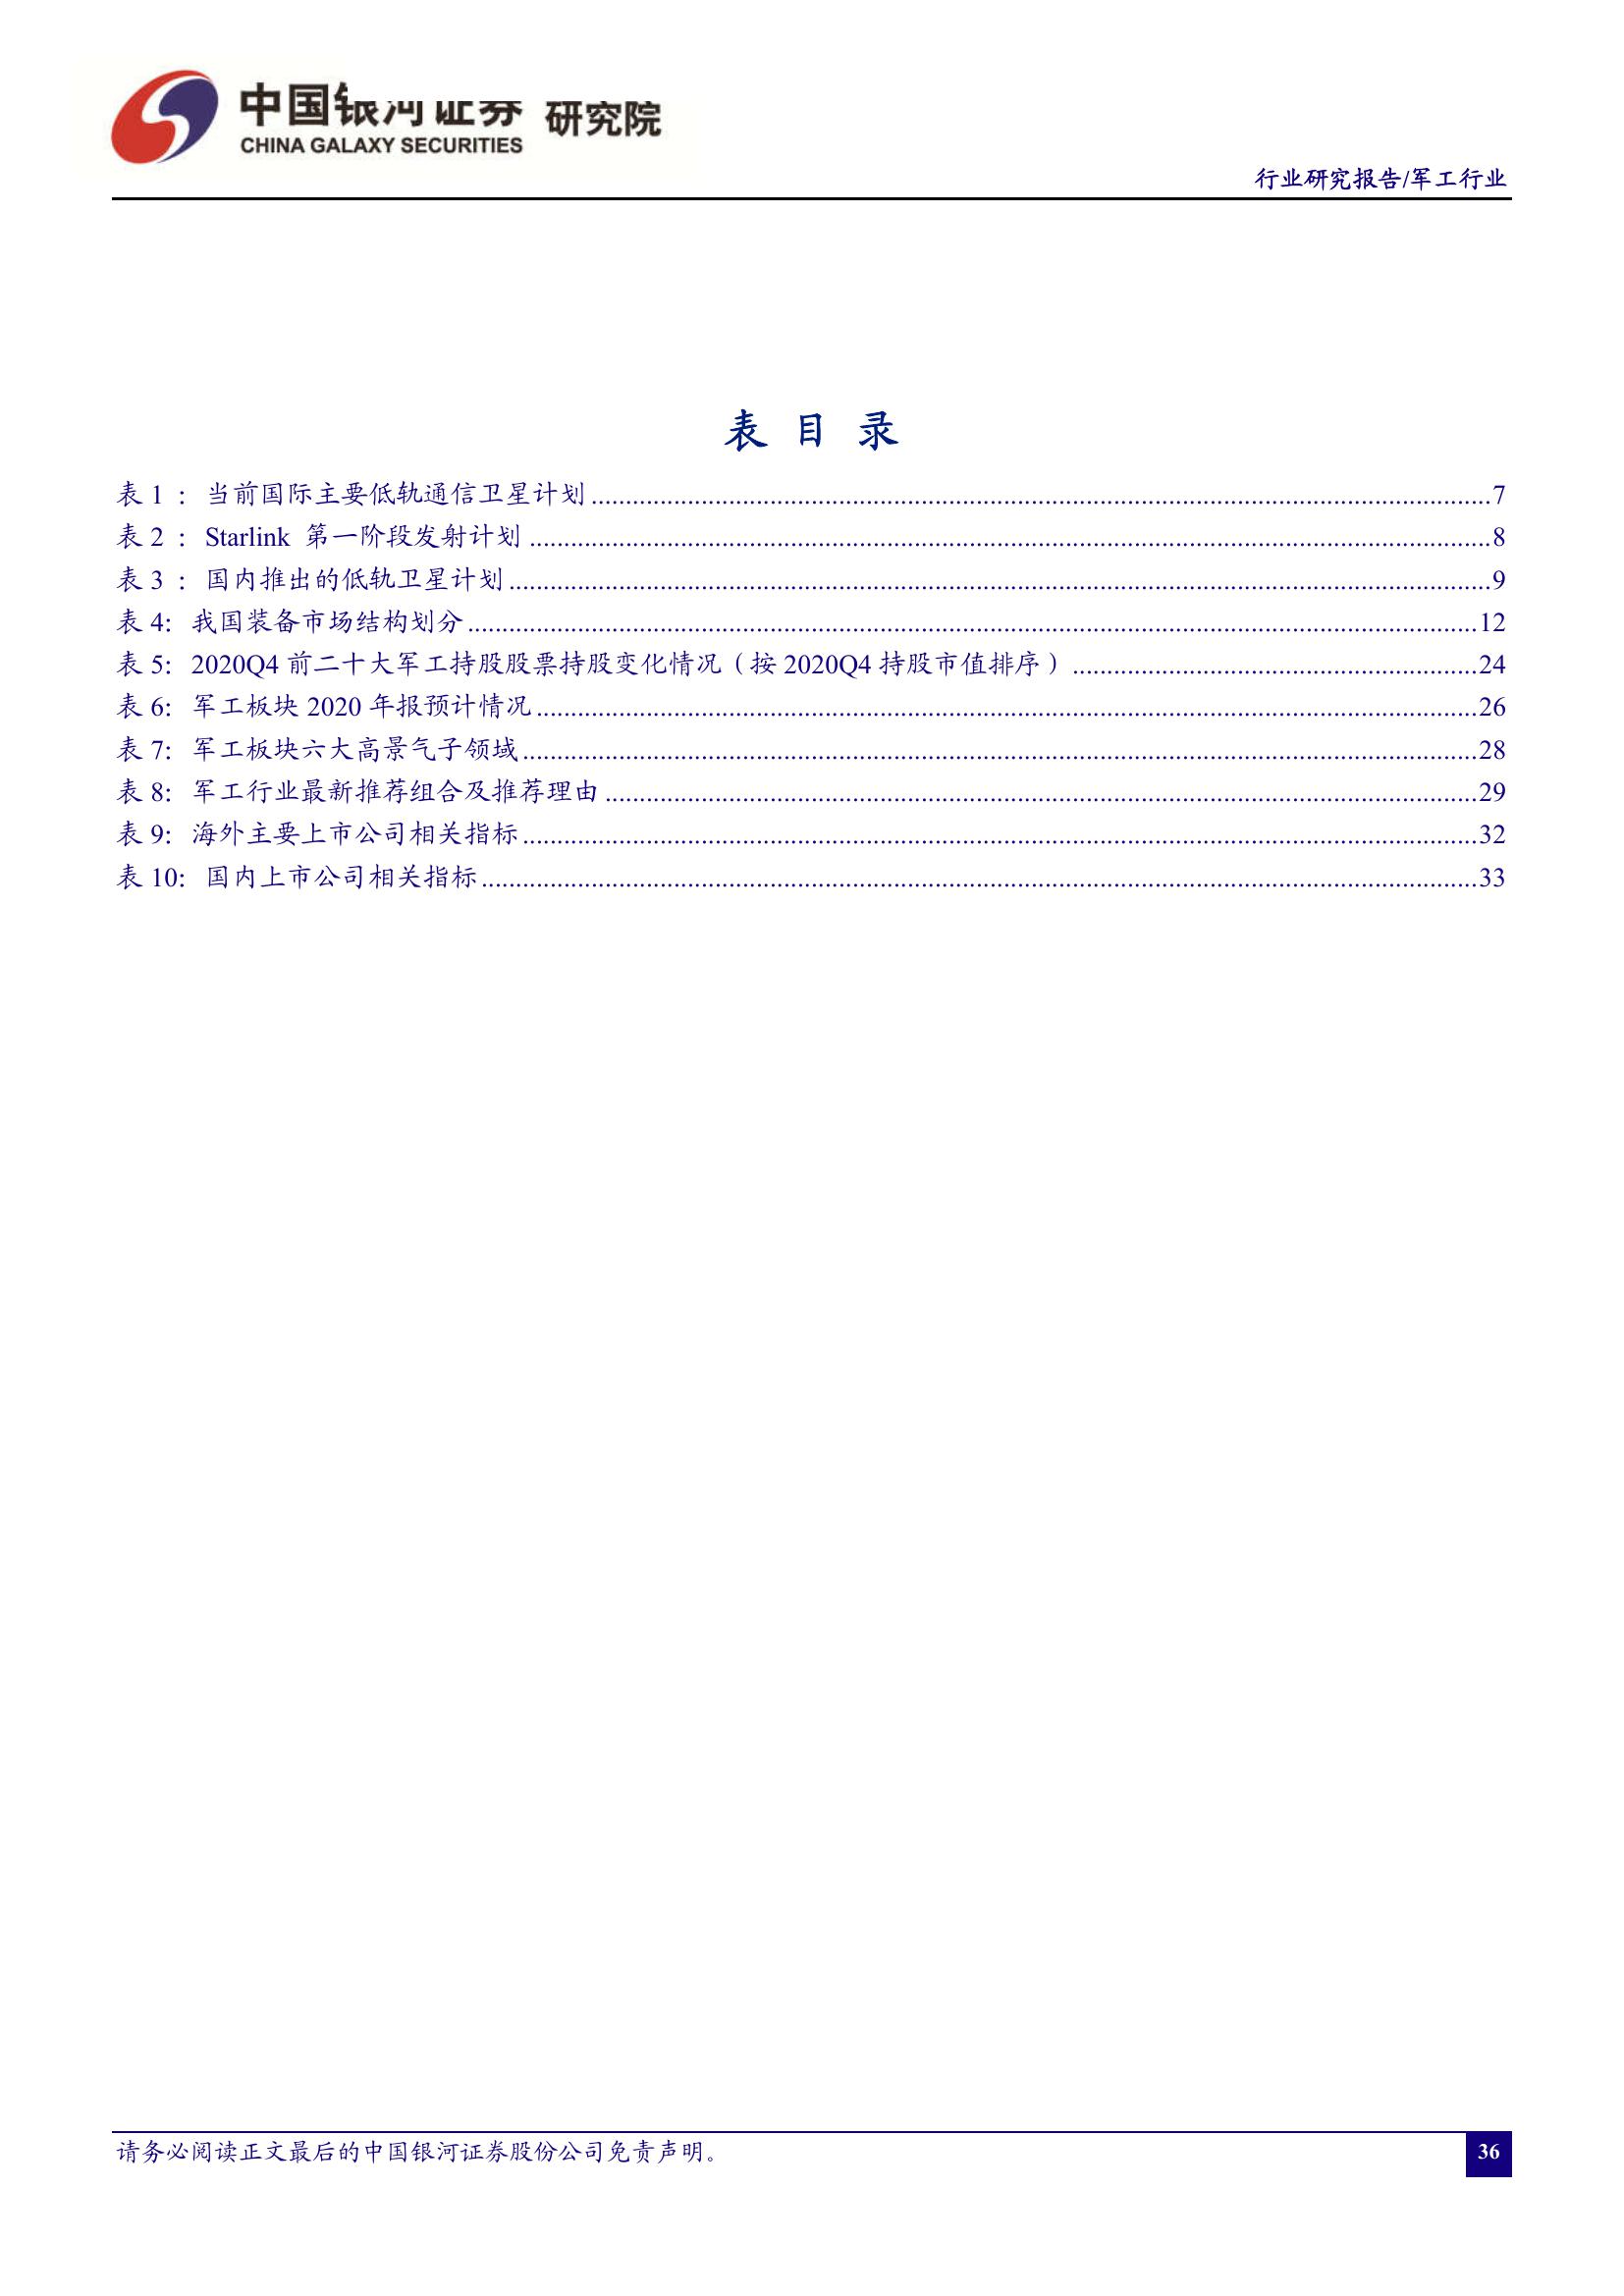 中国银河证券 研究院
CHINA GALAXY SECURITIES
行业研究报告/军工行业
表 目 录
表 1 ： 当前国际主要低轨通信卫星计划 ........ 7
表 2 ： Starlink 第一阶段发射计划 ........ 8
表 3 ： 国内推出的低轨卫星计划 ........ 9
表 4: 我国装备市场结构划分 ........ 12
表 5: 2020Q4 前二十大军工持股股票持股变化情况（按 2020Q4 持股市值排序） ........ 24
表 6: 军工板块 2020 年报预计情况 ........ 26
表 7: 军工板块六大高景气子领域 ........ 28
表 8: 军工行业最新推荐组合及推荐理由 ........ 29
表 9: 海外主要上市公司相关指标 ........ 32
表 10: 国内上市公司相关指标 ........ 33
请务必阅读正文最后的中国银河证券股份公司免责声明。
36